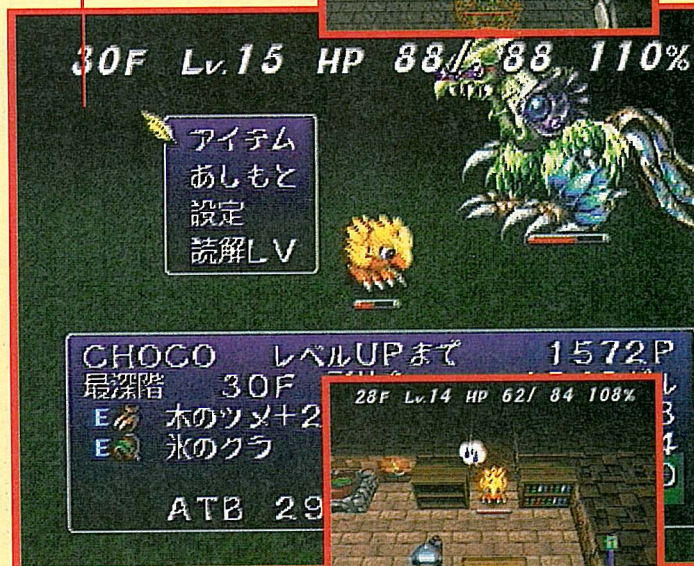 30F Lv.15 HP 88/ 88 110%
アイテム
あしもと
設定
読解LV
CHOCO レベルUPまで 1572P
最深階 30F
E 木のツメ+2
E 氷のクラ
ATB 29
28F Lv.14 HP 62/ 84 108%